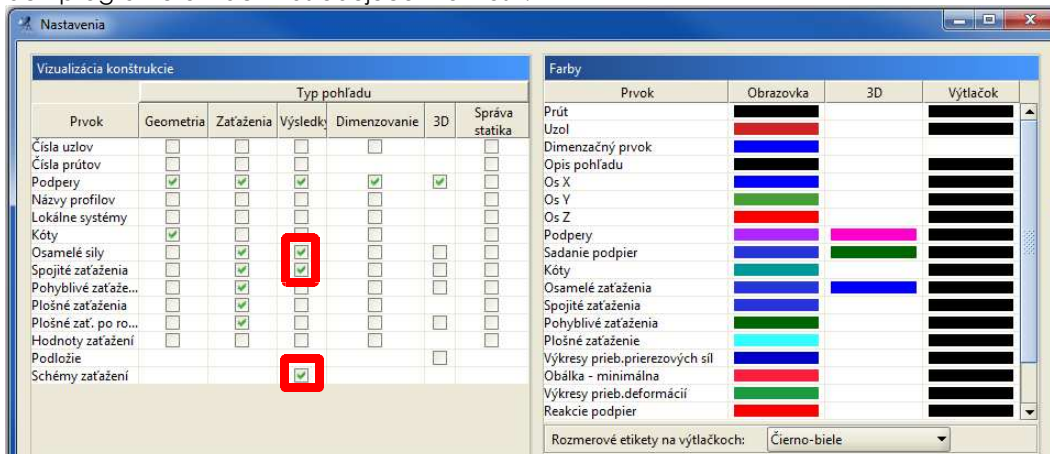 Nastavenia
Vizualizácia konštrukcie
Typ pohľadu
Prvok Geometria Zaťaženia Výsledky Dimenzovanie 3D Správa statika
Čísla uzlov
Čísla prútov
Podpery
Názvy profilov
Lokálne systémy
Kóty
Osamelé sily
Spojité zaťaženia
Pohyblivé zaťaže...
Plošné zaťaženia
Plošné zať. po ro...
Hodnoty zaťažení
Podložie
Schémy zaťažení
Farby
Prvok Obrazovka 3D Výtlačok
Prút
Uzol
Dimenzačný prvok
Opis pohľadu
Os X
Os Y
Os Z
Podpery
Sadanie podpier
Kóty
Osamelé zaťaženia
Spojité zaťaženia
Pohyblivé zaťaženia
Plošné zaťaženie
Výkresy prieb.prierezových síl
Obálka - minimálna
Výkresy prieb.deformácií
Reakcie podpier
Rozmerové etikety na výtlačkoch: Čierno-biele